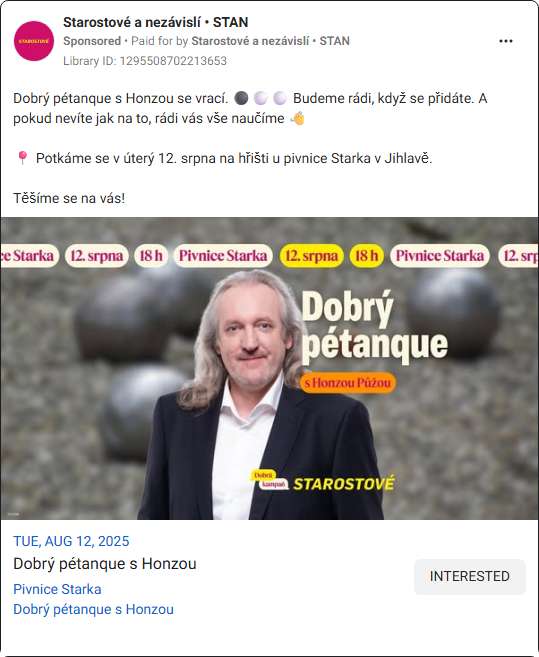 Starostové a nezávislí • STAN
Sponsored • Paid for by Starostové a nezávislí • STAN
Library ID: 1295508702213653
STAROSTOVÉ
Dobrý pétanque s Honzou se vrací. ⚫⚪⚪ Budeme rádi, když se přidáte. A
pokud nevíte jak na to, rádi vás vše naučíme 👋
📍 Potkáme se v úterý 12. srpna na hřišti u pivnice Starka v Jihlavě.
Těšíme se na vás!
ce Starka 12. srpna 18 h Pivnice Starka 12. srpna 18 h Pivnice Starka 12. srp
Dobrý
pétanque
s Honzou Půžou
Dobrá
kampaň
STAROSTOVÉ
TUE, AUG 12, 2025
Dobrý pétanque s Honzou
Pivnice Starka
Dobrý pétanque s Honzou
INTERESTED